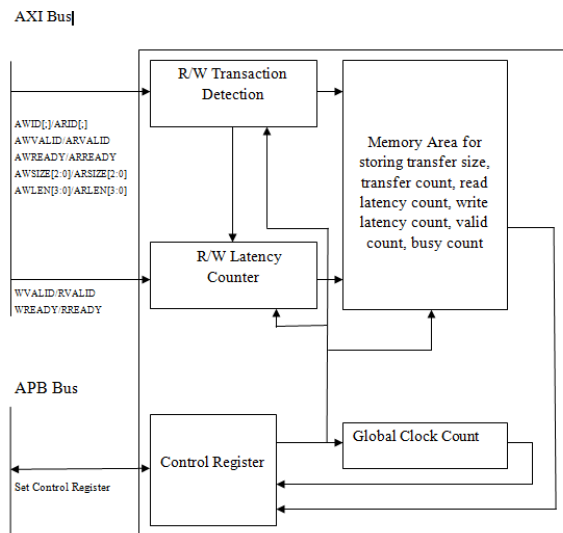 AXI Bus
R/W Transaction
Detection
AWID[;]/ARID[;]
AWVALID/ARVALID
AWREADY/ARREADY
AWSIZE[2:0]/ARSIZE[2:0]
AWLEN[3:0]/ARLEN[3:0]
Memory Area for
storing transfer size,
transfer count, read
latency count, write
latency count, valid
count, busy count
R/W Latency
Counter
WVALID/RVALID
WREADY/RREADY
APB Bus
Control Register
Global Clock Count
Set Control Register